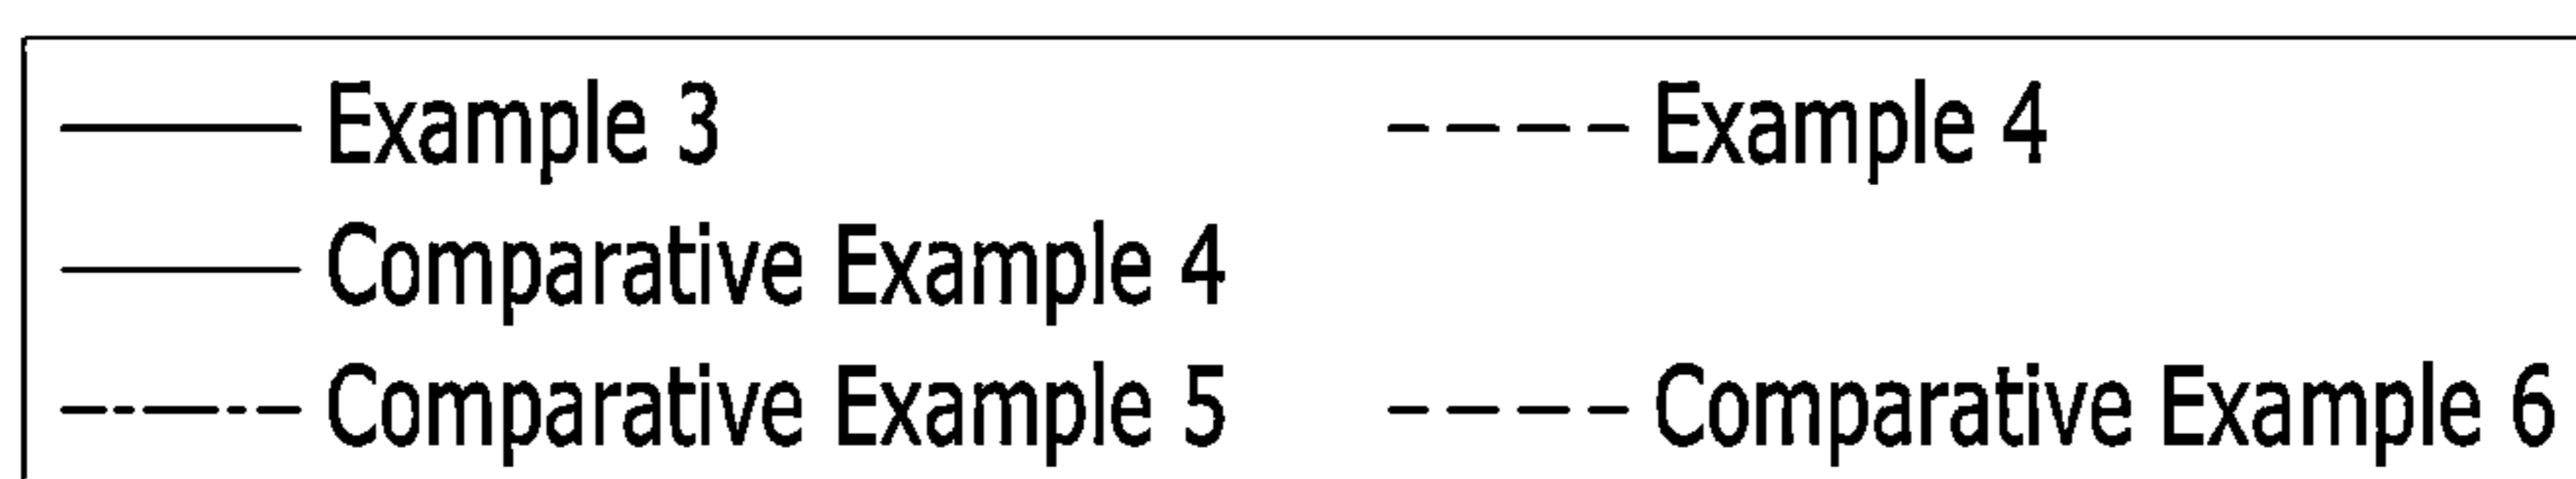 Example 3 Example 4
Comparative Example 4
Comparative Example 5 Comparative Example 6